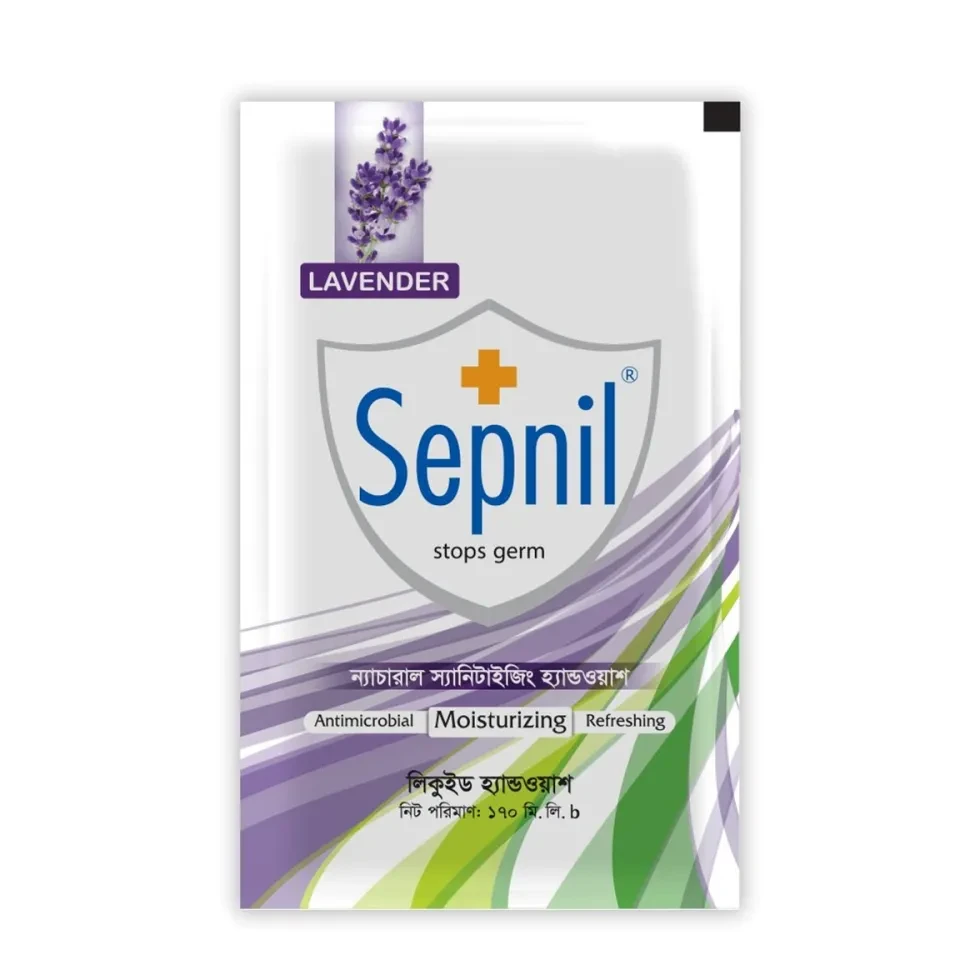 LAVENDER
Sepnil®
stops germ
ন্যাচারাল স্যানিটাইজিং হ্যান্ডওয়াশ
Antimicrobial Moisturizing Refreshing
লিকুইড হ্যান্ডওয়াশ
নিট পরিমাণ: ১৭০ মি. লি. b